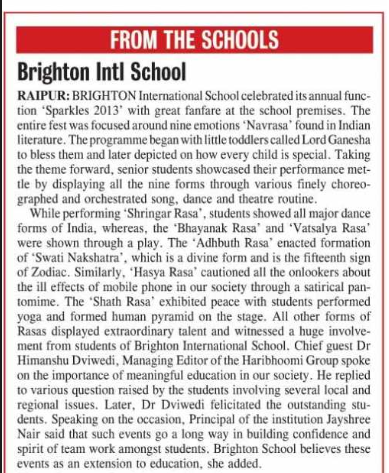 FROM THE SCHOOLS
Brighton Intl School
RAIPUR: BRIGHTON International School celebrated its annual func-
tion ‘Sparkles 2013’ with great fanfare at the school premises. The
entire fest was focused around nine emotions ‘Navrasa’ found in Indian
literature. The programme began with little toddlers called Lord Ganesha
to bless them and later depicted on how every child is special. Taking
the theme forward, senior students showcased their performance met-
tle by displaying all the nine forms through various finely choreo-
graphed and orchestrated song, dance and theatre routine.
While performing ‘Shringar Rasa’, students showed all major dance
forms of India, whereas, the ‘Bhayanak Rasa’ and ‘Vatsalya Rasa’
were shown through a play. The ‘Adhbuth Rasa’ enacted formation
of ‘Swati Nakshatra’, which is a divine form and is the fifteenth sign
of Zodiac. Similarly, ‘Hasya Rasa’ cautioned all the onlookers about
the ill effects of mobile phone in our society through a satirical pan-
tomime. The ‘Shath Rasa’ exhibited peace with students performed
yoga and formed human pyramid on the stage. All other forms of
Rasas displayed extraordinary talent and witnessed a huge involve-
ment from students of Brighton International School. Chief guest Dr
Himanshu Dviwedi, Managing Editor of the Haribhoomi Group spoke
on the importance of meaningful education in our society. He replied
to various question raised by the students involving several local and
regional issues. Later, Dr Dviwedi felicitated the outstanding stu-
dents. Speaking on the occasion, Principal of the institution Jayshree
Nair said that such events go a long way in building confidence and
spirit of team work amongst students. Brighton School believes these
events as an extension to education, she added.